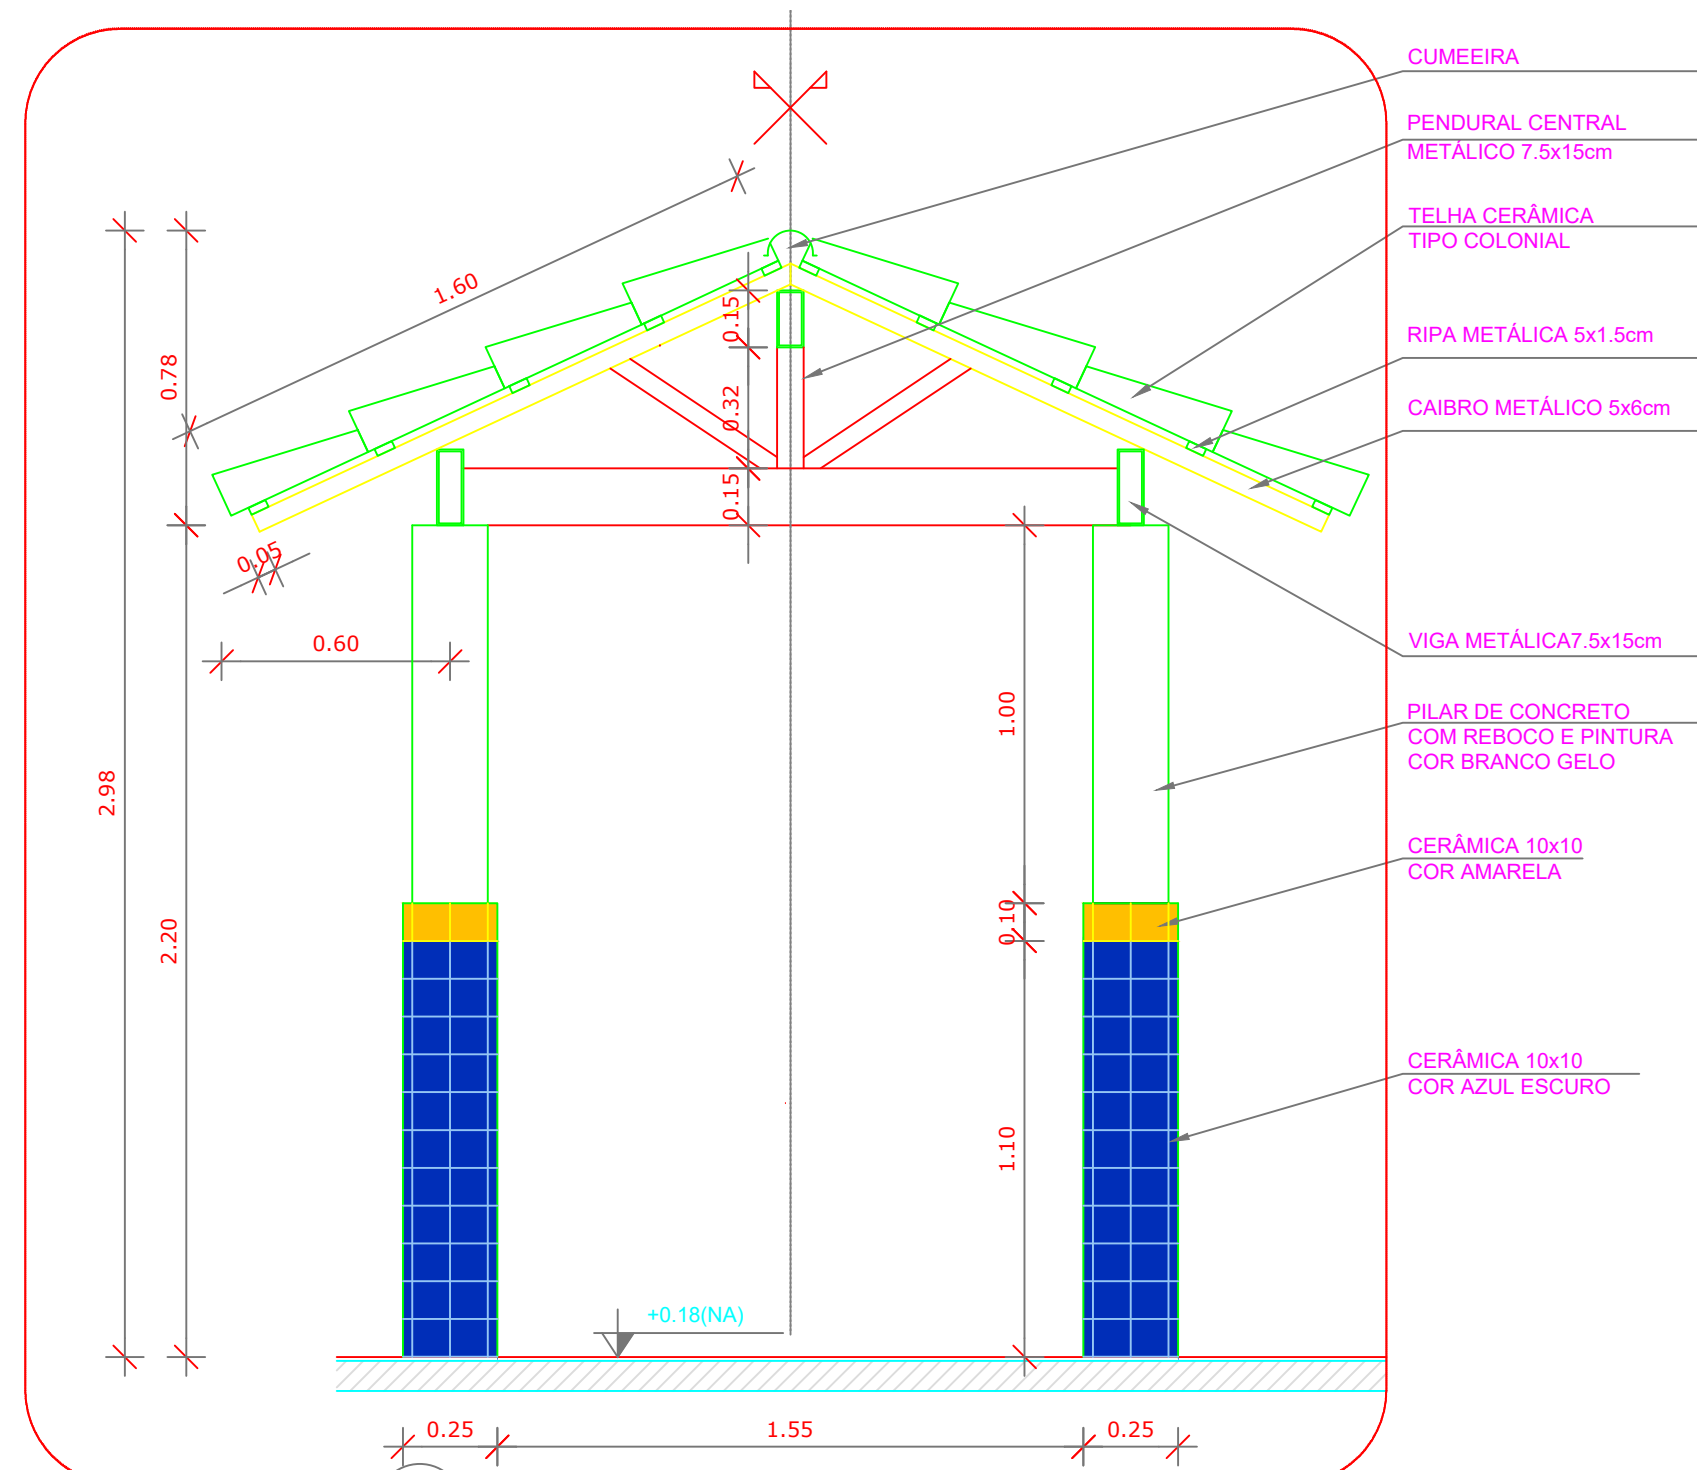 CUMEEIRA
PENDURAL CENTRAL
METÁLICO 7.5x15cm
TELHA CERÂMICA
TIPO COLONIAL
RIPA METÁLICA 5x1.5cm
CAIBRO METÁLICO 5x6cm
VIGA METÁLICA7.5x15cm
PILAR DE CONCRETO
COM REBOCO E PINTURA
COR BRANCO GELO
CERÂMICA 10x10
COR AMARELA
CERÂMICA 10x10
COR AZUL ESCURO
1.60
0.78
0.15
0.32
0.15
0.05
0.60
2.98
2.20
1.00
0.10
1.10
+0.18(NA)
0.25
1.55
0.25